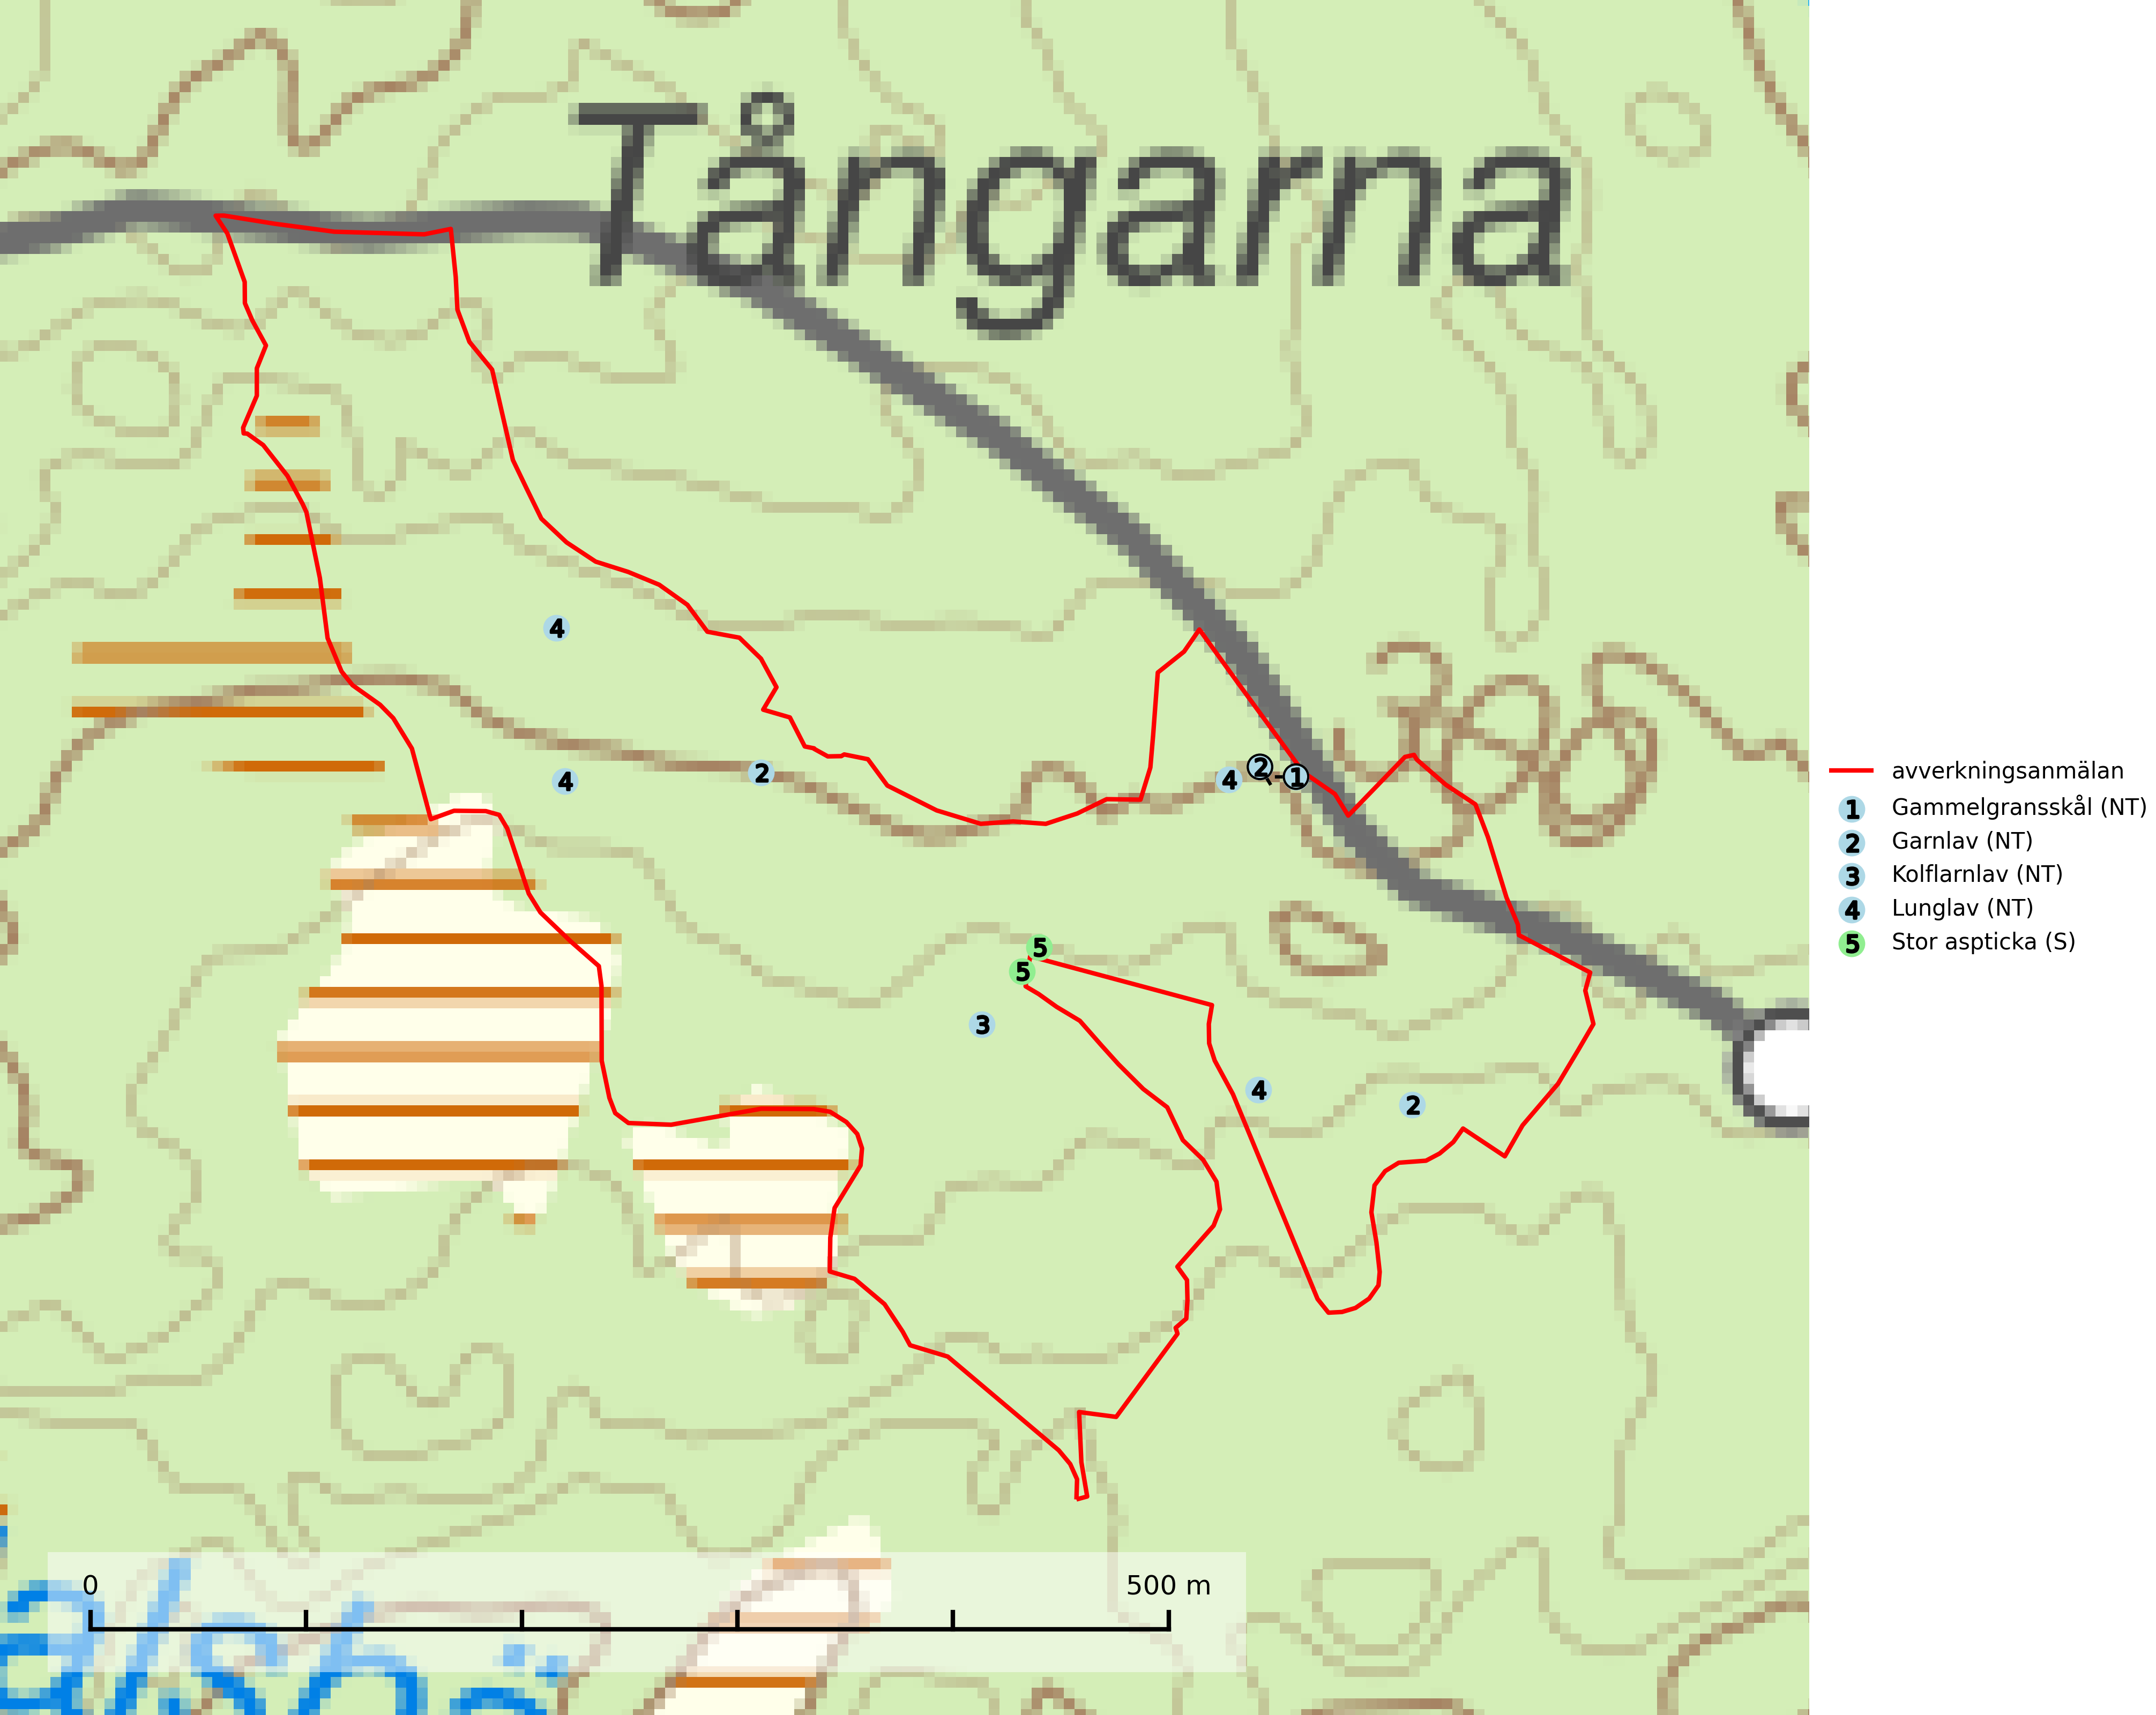 Tångarna
4
380
4
2
4
2
1
avverkningsanmälan
1 Gammelgransskål (NT)
2 Garnlav (NT)
3 Kolflarnlav (NT)
4 Lunglav (NT)
5 Stor aspticka (S)
5
5
3
4
2
0
500 m